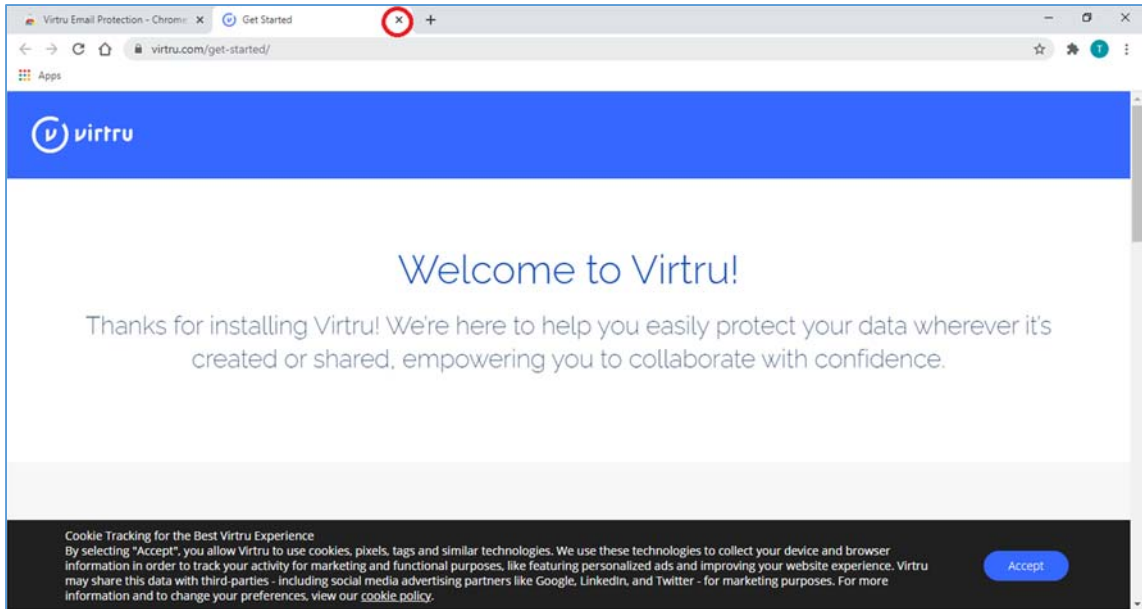 Virtru Email Protection - Chrome
Get Started
virtru.com/get-started/
T
Apps
virtru
Welcome to Virtru!
Thanks for installing Virtru! We're here to help you easily protect your data wherever it's
created or shared, empowering you to collaborate with confidence.
Cookie Tracking for the Best Virtru Experience
By selecting "Accept", you allow Virtru to use cookies, pixels, tags and similar technologies. We use these technologies to collect your device and browser
information in order to track your activity for marketing and functional purposes, like featuring personalized ads and improving your website experience. Virtru
may share this data with third-parties - including social media advertising partners like Google, LinkedIn, and Twitter - for marketing purposes. For more
information and to change your preferences, view our cookie policy.
Accept